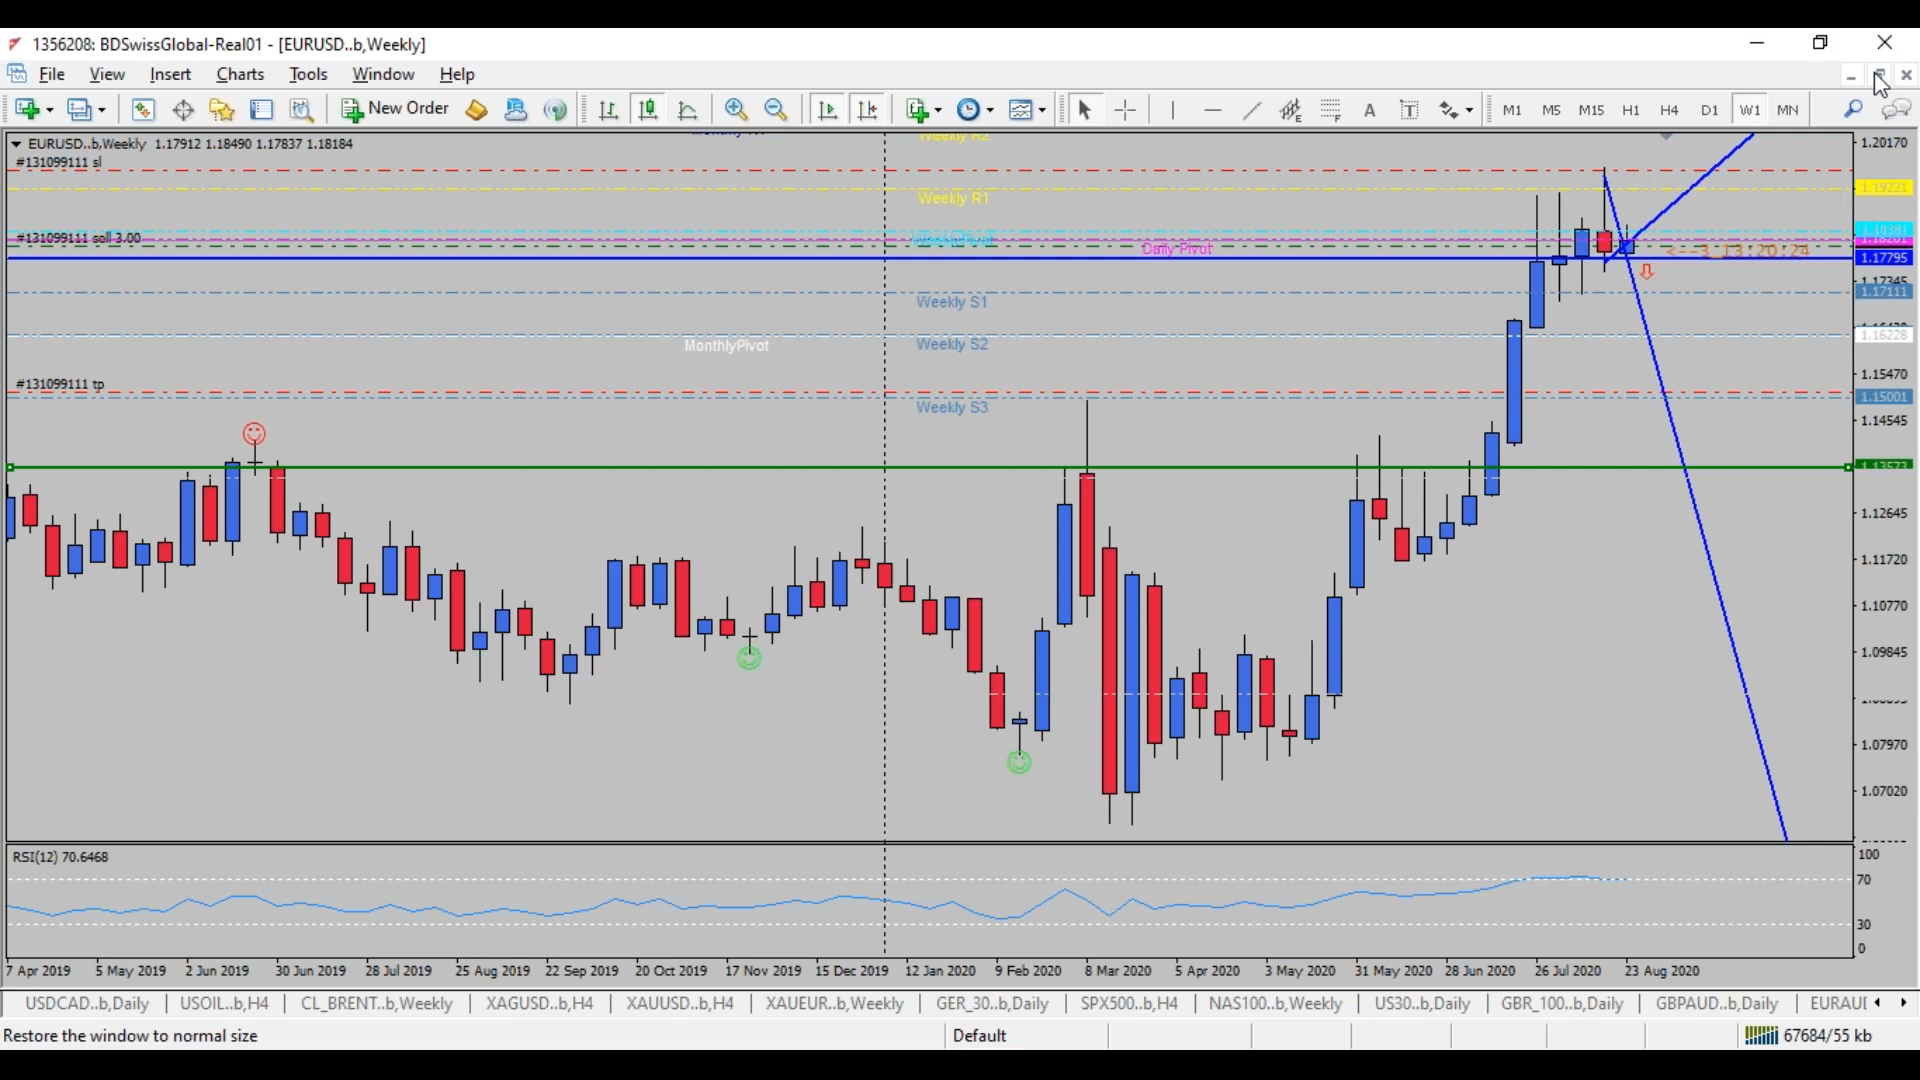 1356208: BDSwissGlobal-Real01 - [EURUSD..b,Weekly]
File View Insert Charts Tools Window Help
New Order A T M1 M5 M15 H1 H4 D1 W1 MN
EURUSD..b,Weekly 1.17912 1.18490 1.17837 1.18184
1.20170
#131099111 sl
1.19221
Weekly R1
#131099111 sell 3.00
1.18381
Daily Pivot
<--3_13:20:24
1.17795
1.17345
1.17111
Weekly S1
1.16228
Weekly S2
MonthlyPivot
1.15470
#131099111 tp
1.15001
Weekly S3
1.14545
1.13573
1.12645
1.11720
1.10770
1.09845
1.07970
1.07020
RSI(12) 70.6468
100
70
30
0
7 Apr 2019 5 May 2019 2 Jun 2019 30 Jun 2019 28 Jul 2019 25 Aug 2019 22 Sep 2019 20 Oct 2019 17 Nov 2019 15 Dec 2019 12 Jan 2020 9 Feb 2020 8 Mar 2020 5 Apr 2020 3 May 2020 31 May 2020 28 Jun 2020 26 Jul 2020 23 Aug 2020
USDCAD..b,Daily USOIL..b,H4 CL_BRENT..b,Weekly XAGUSD..b,H4 XAUUSD..b,H4 XAUEUR..b,Weekly GER_30..b,Daily SPX500..b,H4 NAS100..b,Weekly US30..b,Daily GBR_100..b,Daily GBPAUD..b,Daily
Restore the window to normal size Default 67684/55 kb